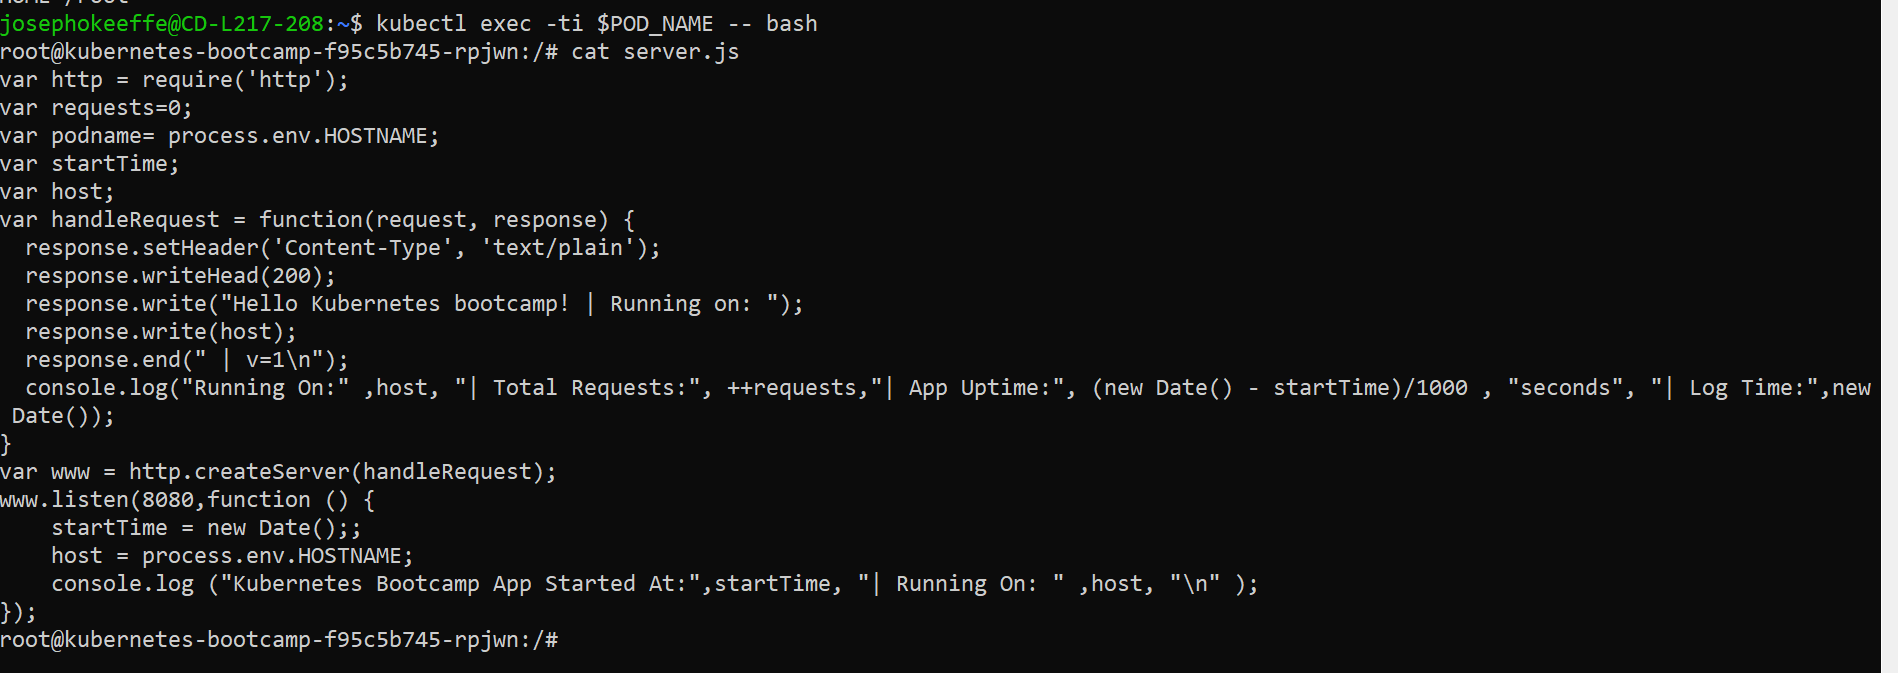 josephokeeffe@CD-L217-208:~$ kubectl exec -ti $POD_NAME -- bash
root@kubernetes-bootcamp-f95c5b745-rpjwn:/# cat server.js
var http = require('http');
var requests=0;
var podname= process.env.HOSTNAME;
var startTime;
var host;
var handleRequest = function(request, response) {
  response.setHeader('Content-Type', 'text/plain');
  response.writeHead(200);
  response.write("Hello Kubernetes bootcamp! | Running on: ");
  response.write(host);
  response.end(" | v=1\n");
  console.log("Running On:" ,host, "| Total Requests:", ++requests,"| App Uptime:", (new Date() - startTime)/1000 , "seconds", "| Log Time:",new
 Date());
}
var www = http.createServer(handleRequest);
www.listen(8080,function () {
    startTime = new Date();;
    host = process.env.HOSTNAME;
    console.log ("Kubernetes Bootcamp App Started At:",startTime, "| Running On: " ,host, "\n" );
});
root@kubernetes-bootcamp-f95c5b745-rpjwn:/#